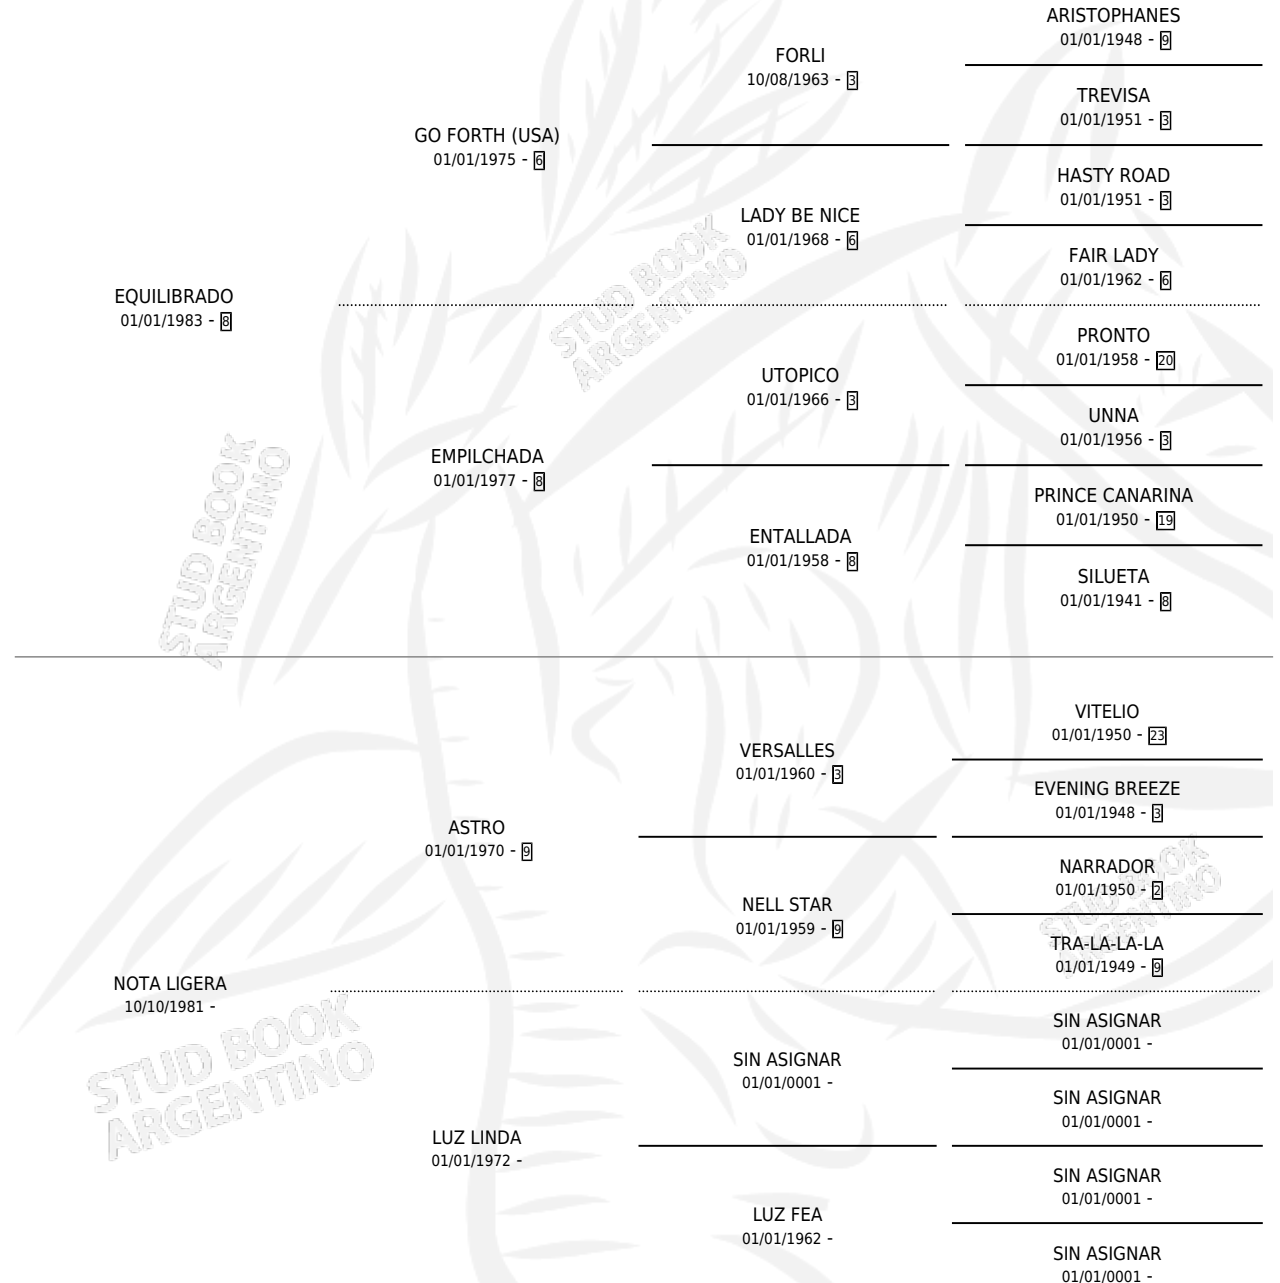 ARISTOPHANES
01/01/1948 - 9
FORLI
10/08/1963 - 3
TREVISA
01/01/1951 - 3
GO FORTH (USA)
01/01/1975 - 6
HASTY ROAD
01/01/1951 - 3
LADY BE NICE
01/01/1968 - 6
FAIR LADY
01/01/1962 - 6
EQUILIBRADO
01/01/1983 - 8
PRONTO
01/01/1958 - 20
UTOPICO
01/01/1966 - 3
UNNA
01/01/1956 - 3
EMPILCHADA
01/01/1977 - 8
PRINCE CANARINA
01/01/1950 - 19
ENTALLADA
01/01/1958 - 8
SILUETA
01/01/1941 - 8
VITELIO
01/01/1950 - 23
VERSALLES
01/01/1960 - 3
EVENING BREEZE
01/01/1948 - 3
ASTRO
01/01/1970 - 9
NARRADOR
01/01/1950 - 2
NELL STAR
01/01/1959 - 9
TRA-LA-LA-LA
01/01/1949 - 9
NOTA LIGERA
10/10/1981 -
SIN ASIGNAR
01/01/0001 -
SIN ASIGNAR
01/01/0001 -
SIN ASIGNAR
01/01/0001 -
LUZ LINDA
01/01/1972 -
SIN ASIGNAR
01/01/0001 -
LUZ FEA
01/01/1962 -
SIN ASIGNAR
01/01/0001 -
STUD BOOK
ARGENTINO
STUD BOOK
ARGENTINO
STUD BOOK
ARGENTINO
STUD BOOK
ARGENTINO